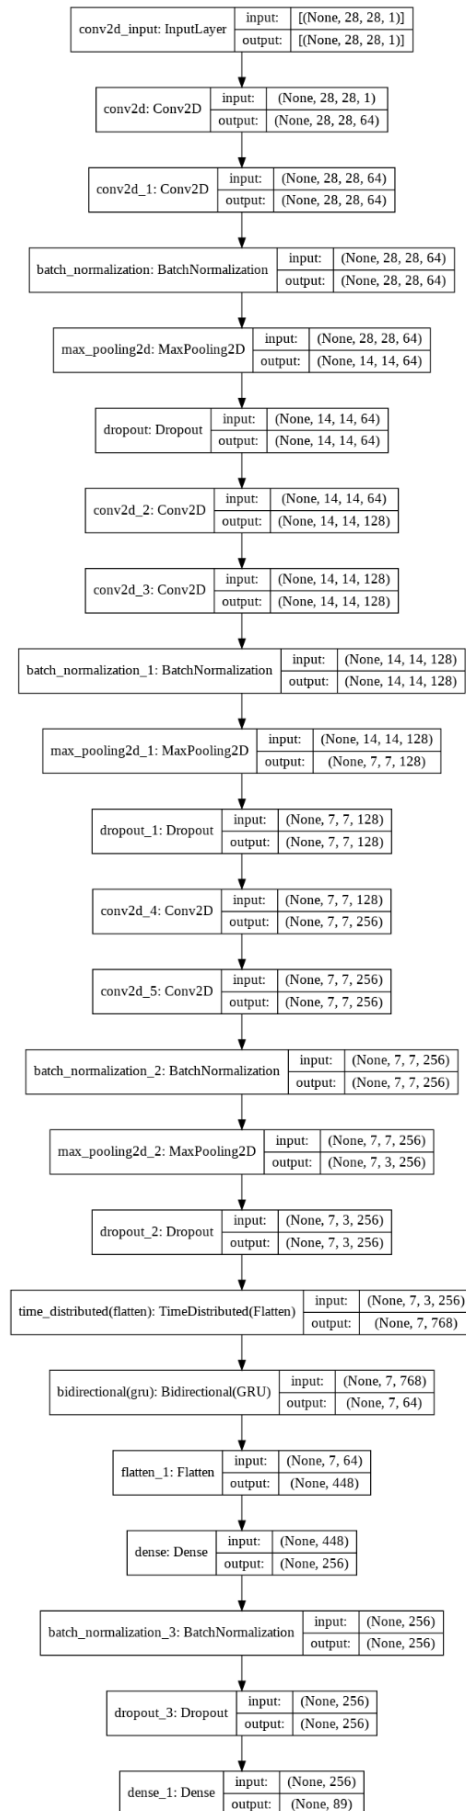 conv2d_input: InputLayer
input: [(None, 28, 28, 1)]
output: [(None, 28, 28, 1)]
conv2d: Conv2D
input: (None, 28, 28, 1)
output: (None, 28, 28, 64)
conv2d_1: Conv2D
input: (None, 28, 28, 64)
output: (None, 28, 28, 64)
batch_normalization: BatchNormalization
input: (None, 28, 28, 64)
output: (None, 28, 28, 64)
max_pooling2d: MaxPooling2D
input: (None, 28, 28, 64)
output: (None, 14, 14, 64)
dropout: Dropout
input: (None, 14, 14, 64)
output: (None, 14, 14, 64)
conv2d_2: Conv2D
input: (None, 14, 14, 64)
output: (None, 14, 14, 128)
conv2d_3: Conv2D
input: (None, 14, 14, 128)
output: (None, 14, 14, 128)
batch_normalization_1: BatchNormalization
input: (None, 14, 14, 128)
output: (None, 14, 14, 128)
max_pooling2d_1: MaxPooling2D
input: (None, 14, 14, 128)
output: (None, 7, 7, 128)
dropout_1: Dropout
input: (None, 7, 7, 128)
output: (None, 7, 7, 128)
conv2d_4: Conv2D
input: (None, 7, 7, 128)
output: (None, 7, 7, 256)
conv2d_5: Conv2D
input: (None, 7, 7, 256)
output: (None, 7, 7, 256)
batch_normalization_2: BatchNormalization
input: (None, 7, 7, 256)
output: (None, 7, 7, 256)
max_pooling2d_2: MaxPooling2D
input: (None, 7, 7, 256)
output: (None, 7, 3, 256)
dropout_2: Dropout
input: (None, 7, 3, 256)
output: (None, 7, 3, 256)
time_distributed(flatten): TimeDistributed(Flatten)
input: (None, 7, 3, 256)
output: (None, 7, 768)
bidirectional(gru): Bidirectional(GRU)
input: (None, 7, 768)
output: (None, 7, 64)
flatten_1: Flatten
input: (None, 7, 64)
output: (None, 448)
dense: Dense
input: (None, 448)
output: (None, 256)
batch_normalization_3: BatchNormalization
input: (None, 256)
output: (None, 256)
dropout_3: Dropout
input: (None, 256)
output: (None, 256)
dense_1: Dense
input: (None, 256)
output: (None, 89)